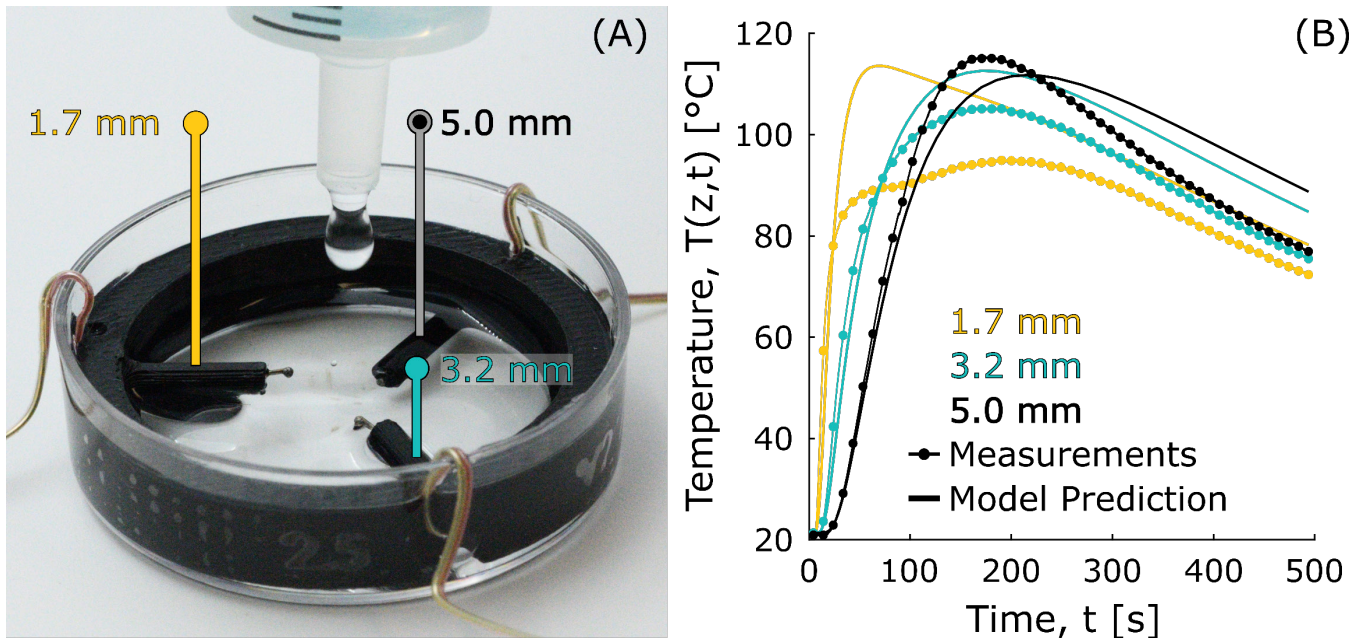 (A)
1.7 mm
5.0 mm
3.2 mm
25
(B)
Temperature, T(z,t) [°C]
120
100
80
60
40
20
1.7 mm
3.2 mm
5.0 mm
Measurements
Model Prediction
0 100 200 300 400 500
Time, t [s]